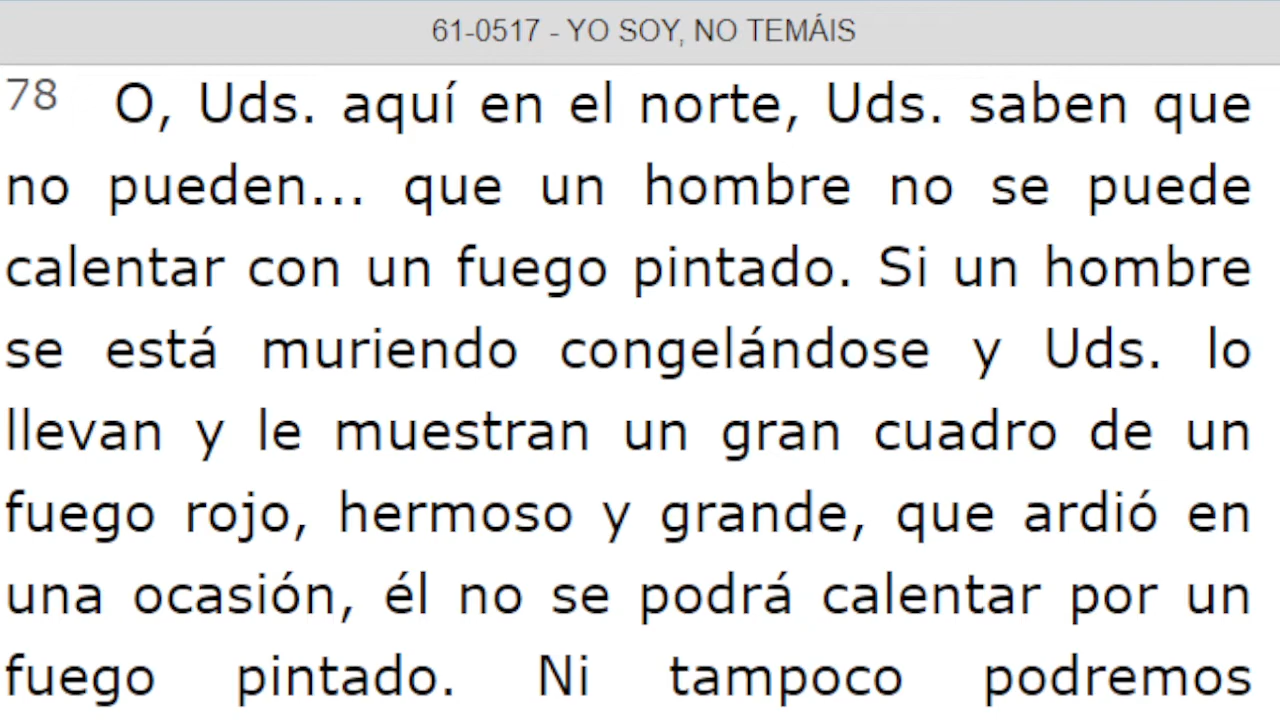 61-0517 - YO SOY, NO TEMÁIS
78 O, Uds. aquí en el norte, Uds. saben que
no pueden... que un hombre no se puede
calentar con un fuego pintado. Si un hombre
se está muriendo congelándose y Uds. lo
llevan y le muestran un gran cuadro de un
fuego rojo, hermoso y grande, que ardió en
una ocasión, él no se podrá calentar por un
fuego pintado. Ni tampoco podremos